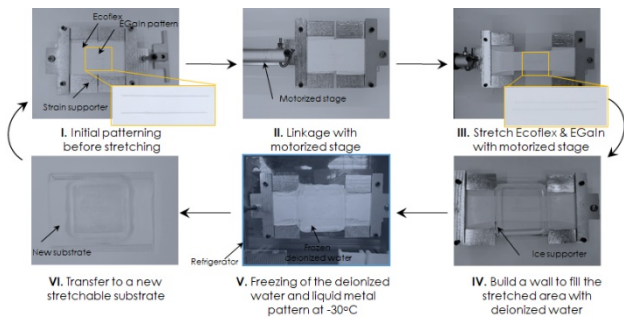 Ecoflex
EGaIn pattern
Strain supporter
I. Initial patterning
before stretching
Motorized stage
II. Linkage with
motorized stage
III. Stretch Ecoflex & EGaIn
with motorized stage
New substrate
VI. Transfer to a new
stretchable substrate
Refrigerator
Frozen
deionized water
V. Freezing of the deionized
water and liquid metal
pattern at -30°C
Ice supporter
IV. Build a wall to fill the
stretched area with
deionized water